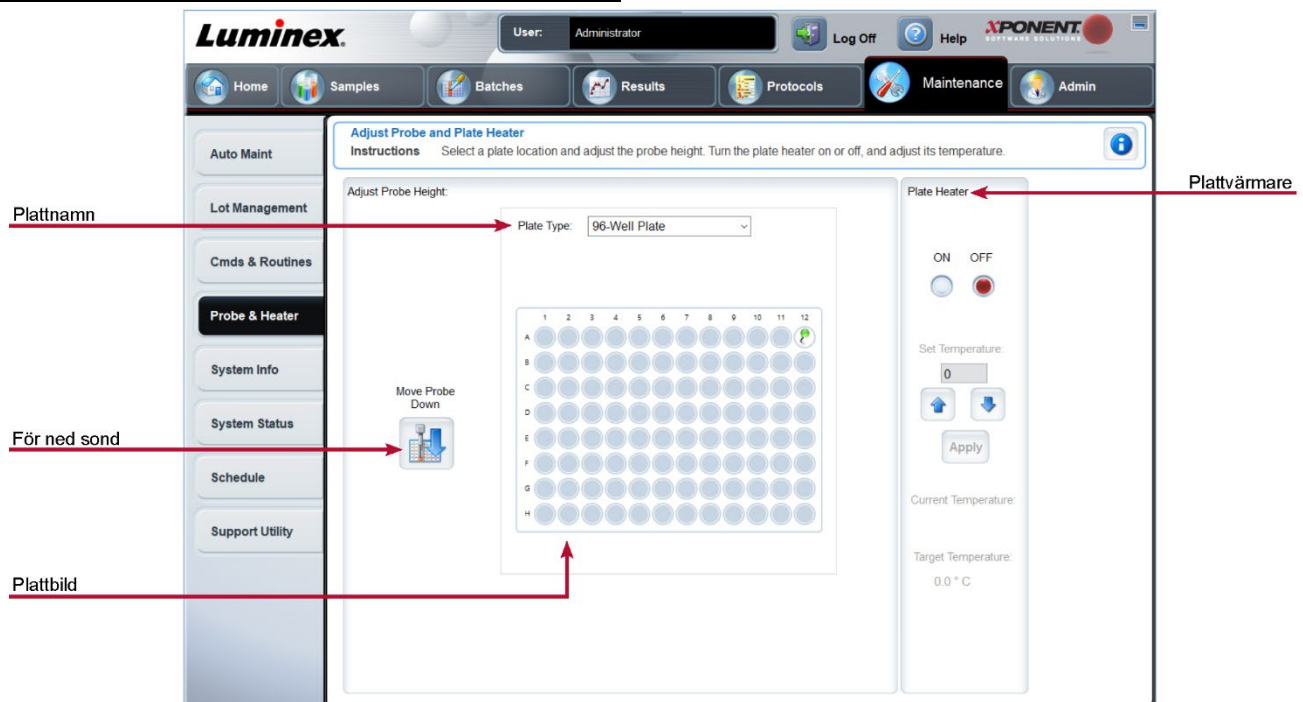 Luminex.
User: Administrator
Log Off
Help
XPONENT.
SOFTWARE SOLUTIONS
Home
Samples
Batches
Results
Protocols
Maintenance
Admin
Auto Maint
Lot Management
Cmds & Routines
Probe & Heater
System Info
System Status
Schedule
Support Utility
Adjust Probe and Plate Heater
Instructions Select a plate location and adjust the probe height. Turn the plate heater on or off, and adjust its temperature.
Adjust Probe Height:
Plate Type: 96-Well Plate
1 2 3 4 5 6 7 8 9 10 11 12
A
B
C
D
E
F
G
H
Move Probe
Down
Plate Heater
ON OFF
Set Temperature:
0
Apply
Current Temperature:
Target Temperature:
0.0 ° C
Plattnamn
För ned sond
Plattbild
Plattvärmare